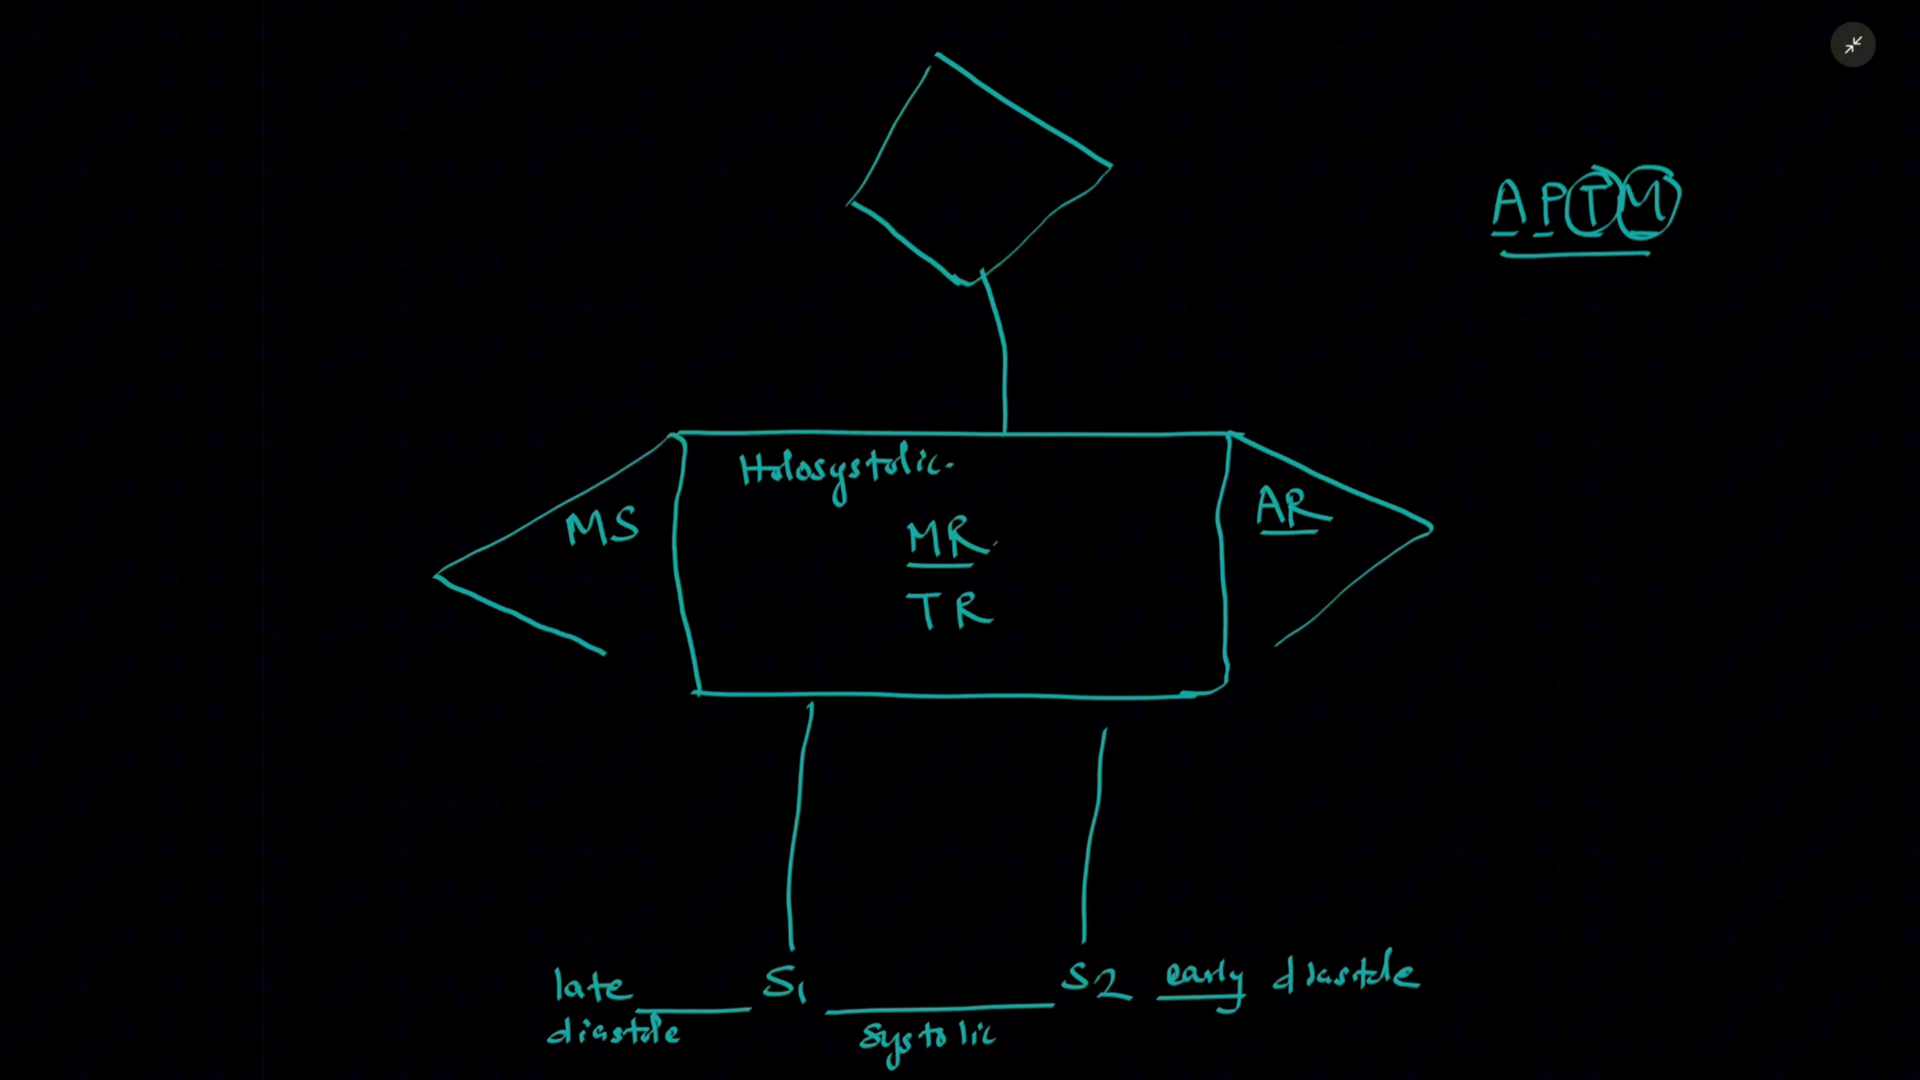 APTM
Holosystolic.
MS
MR
AR
TR
late
diastole
S1
systolic
S2 early diastole